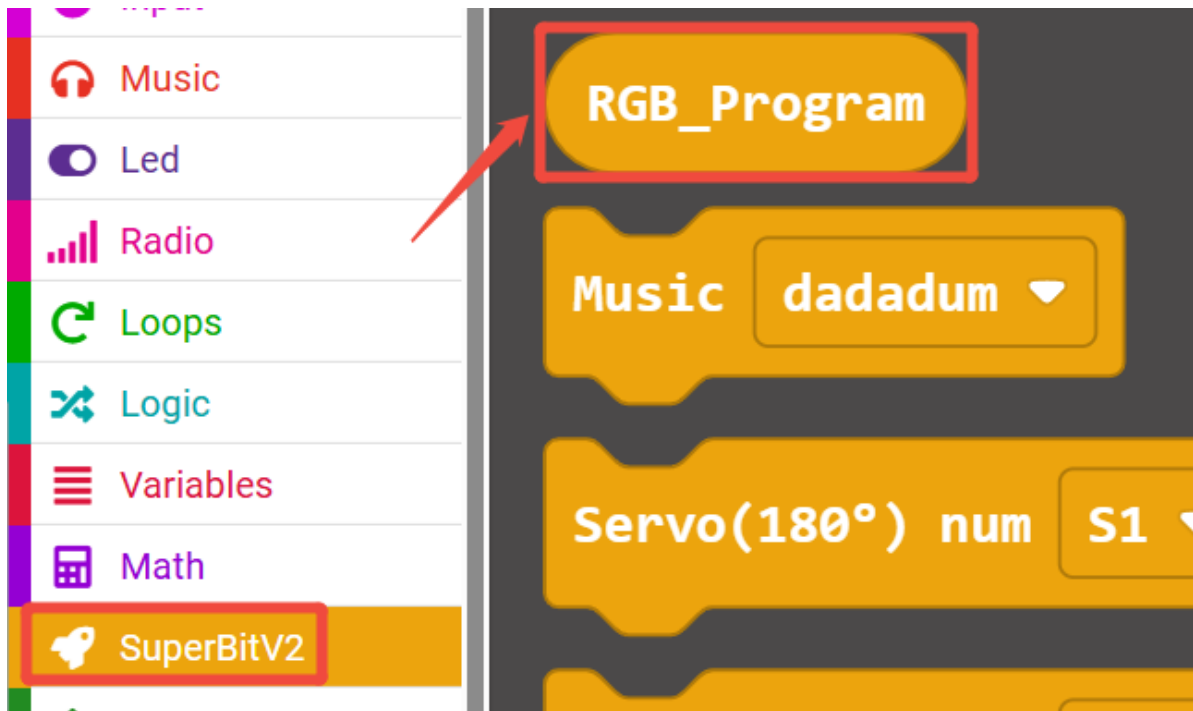 Music
Led
Radio
Loops
Logic
Variables
Math
SuperBitV2
RGB_Program
Music dadadum
Servo(180°) num S1